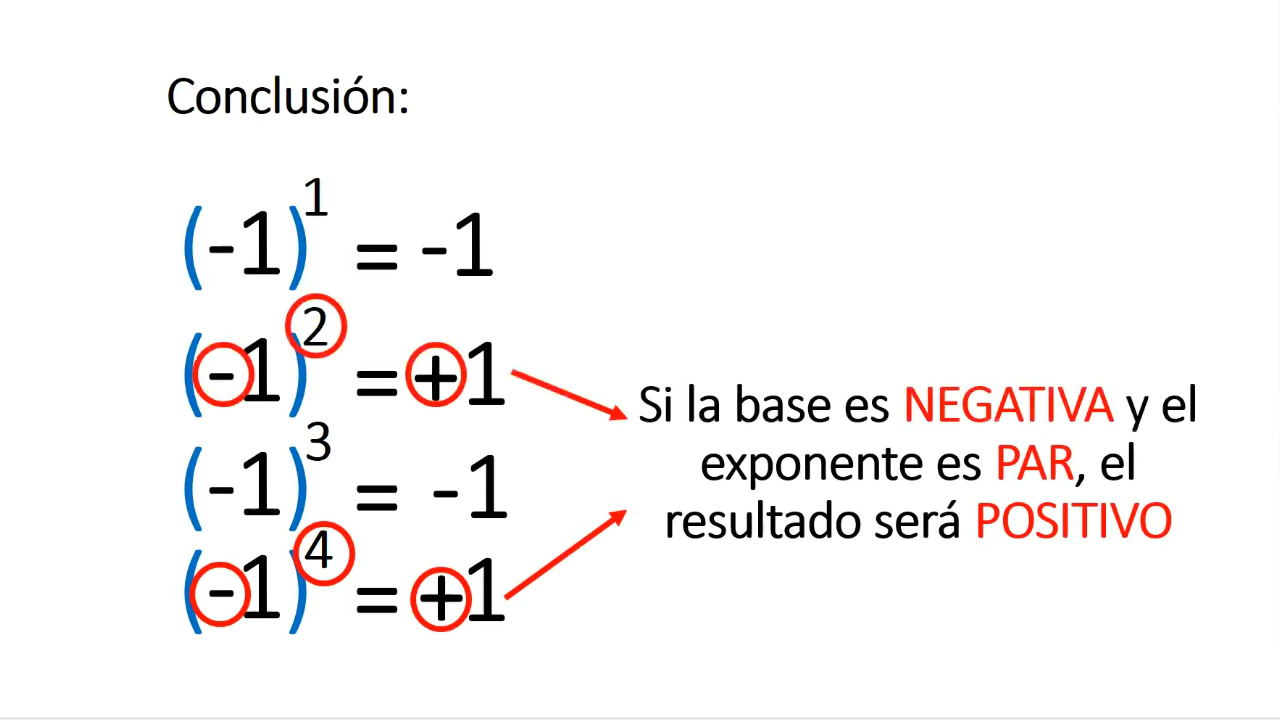 Conclusión:
(-1)¹ = -1
(-1)² = +1
(-1)³ = -1
(-1)⁴ = +1
Si la base es NEGATIVA y el
exponente es PAR, el
resultado será POSITIVO